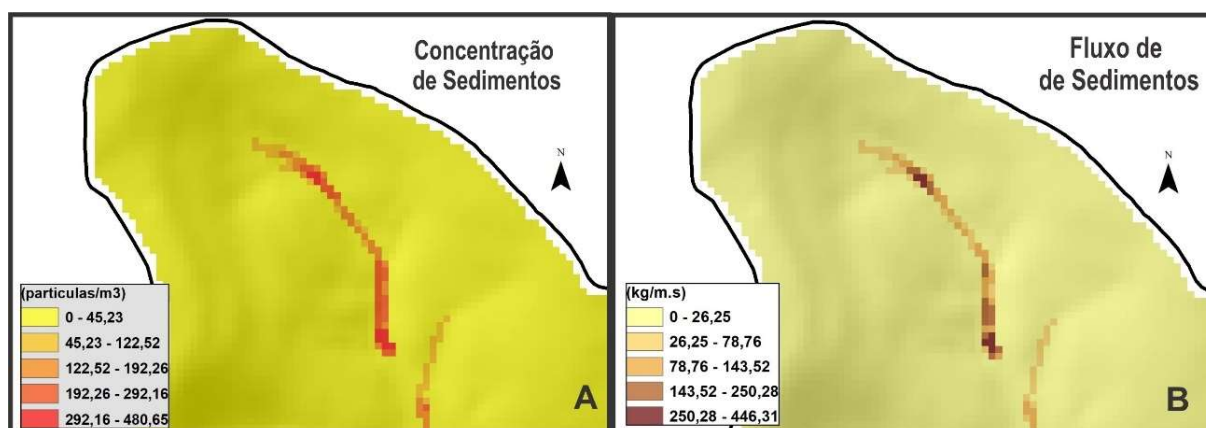 Concentração
de Sedimentos
N
(particulas/m3)
0 - 45,23
45,23 - 122,52
122,52 - 192,26
192,26 - 292,16
292,16 - 480,65
A
Fluxo de
de Sedimentos
N
(kg/m.s)
0 - 26,25
26,25 - 78,76
78,76 - 143,52
143,52 - 250,28
250,28 - 446,31
B